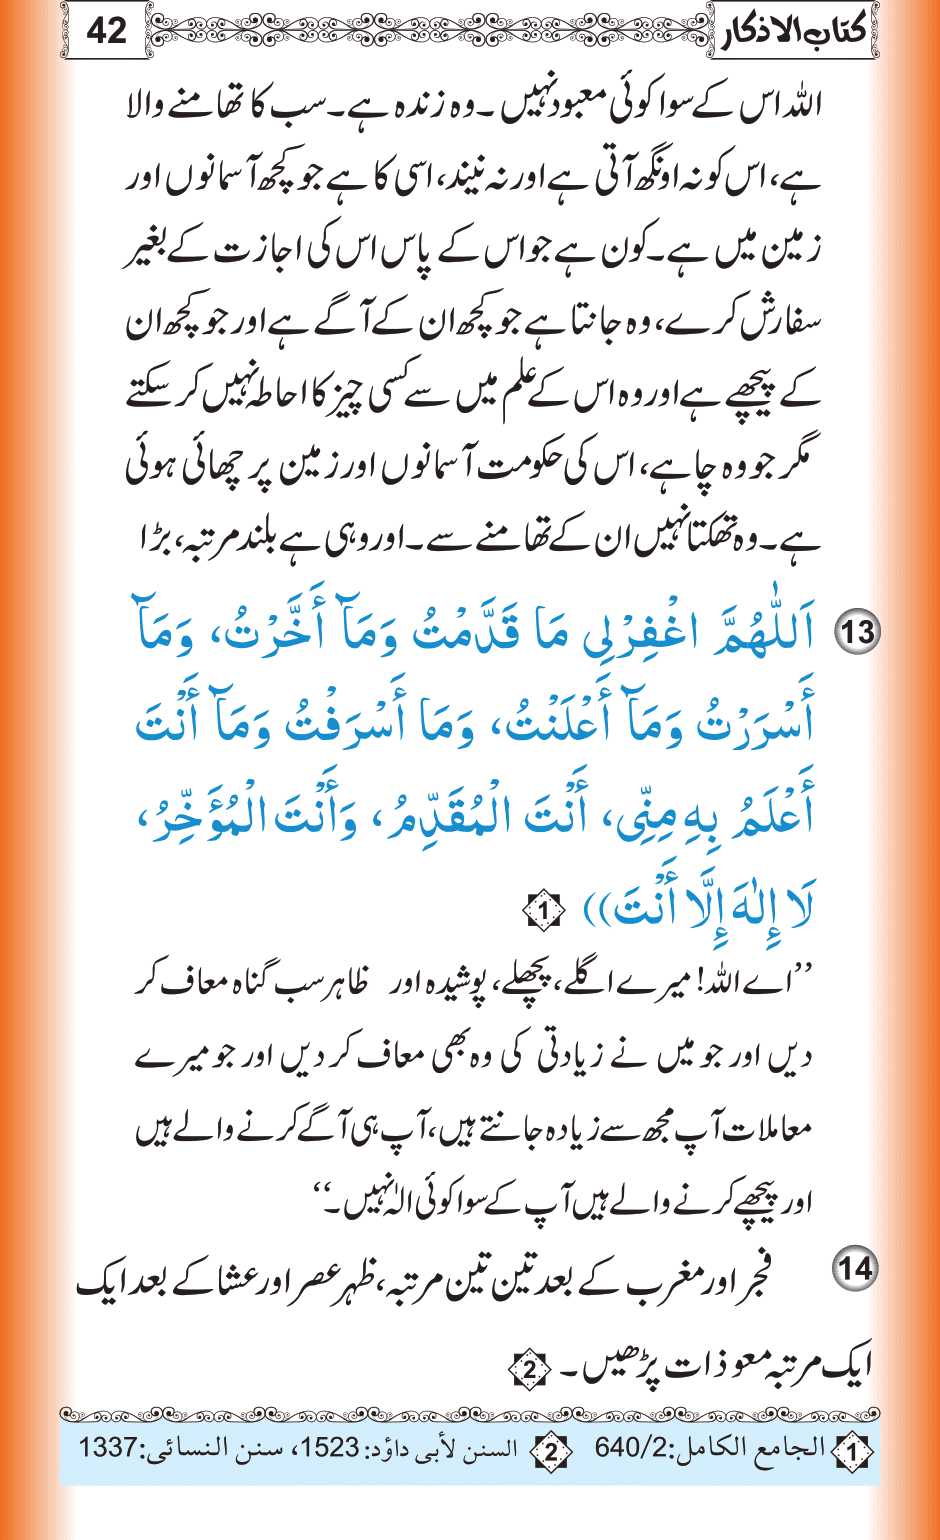 كتاب الاذكار 42
اللہ اس کے سوا کوئی معبود نہیں ۔ وہ زندہ ہے۔ سب کا تھامنے والا
ہے، اس کو نہ اونگھ آتی ہے اور نہ نیند، اسی کا ہے جو کچھ آسمانوں اور
زمین میں ہے۔ کون ہے جو اس کے پاس اس کی اجازت کے بغیر
سفارش کرے، وہ جانتا ہے جو کچھ ان کے آگے ہے اور جو کچھ ان
کے پیچھے ہے اور وہ اس کے علم میں سے کسی چیز کا احاطہ نہیں کر سکتے
مگر جو وہ چاہے، اس کی حکومت آسمانوں اور زمین پر چھائی ہوئی
ہے۔ وہ تھکتا نہیں ان کے تھامنے سے۔ اور وہی ہے بلند مرتبہ، بڑا
13 اَللّٰهُمَّ اغْفِرْلِی مَا قَدَّمْتُ وَمَآ أَخَّرْتُ، وَمَآ
أَسْرَرْتُ وَمَآ أَعْلَنْتُ، وَمَا أَسْرَفْتُ وَمَآ أَنْتَ
أَعْلَمُ بِهِ مِنِّی، أَنْتَ الْمُقَدِّمُ، وَأَنْتَ الْمُؤَخِّرُ،
لَا إِلٰهَ إِلَّا أَنْتَ)) 1
’’اے اللہ! میرے اگلے، پچھلے، پوشیدہ اور ظاہر سب گناہ معاف کر
دیں اور جو میں نے زیادتی کی وہ بھی معاف کر دیں اور جو میرے
معاملات آپ مجھ سے زیادہ جانتے ہیں، آپ ہی آگے کرنے والے ہیں
اور پیچھے کرنے والے ہیں آپ کے سوا کوئی الٰہ نہیں۔‘‘
14 فجر اور مغرب کے بعد تین تین مرتبہ، ظہر عصر اور عشا کے بعد ایک
ایک مرتبہ معوذات پڑھیں۔ 2
1 الجامع الكامل:640/2 2 السنن لأبي داؤد: 1523، سنن النسائى:1337